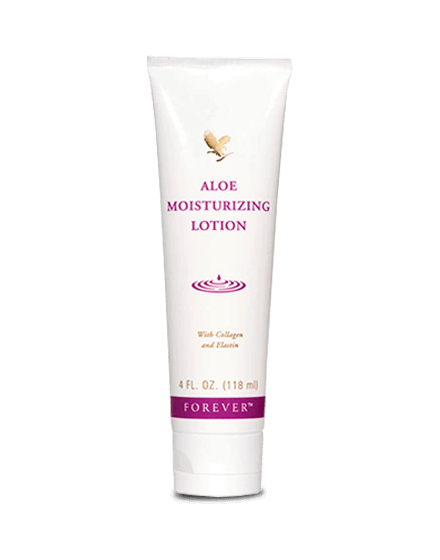 ALOE
MOISTURIZING
LOTION
With Collagen
and Elastin
4 FL. OZ. (118 ml)
FOREVER™